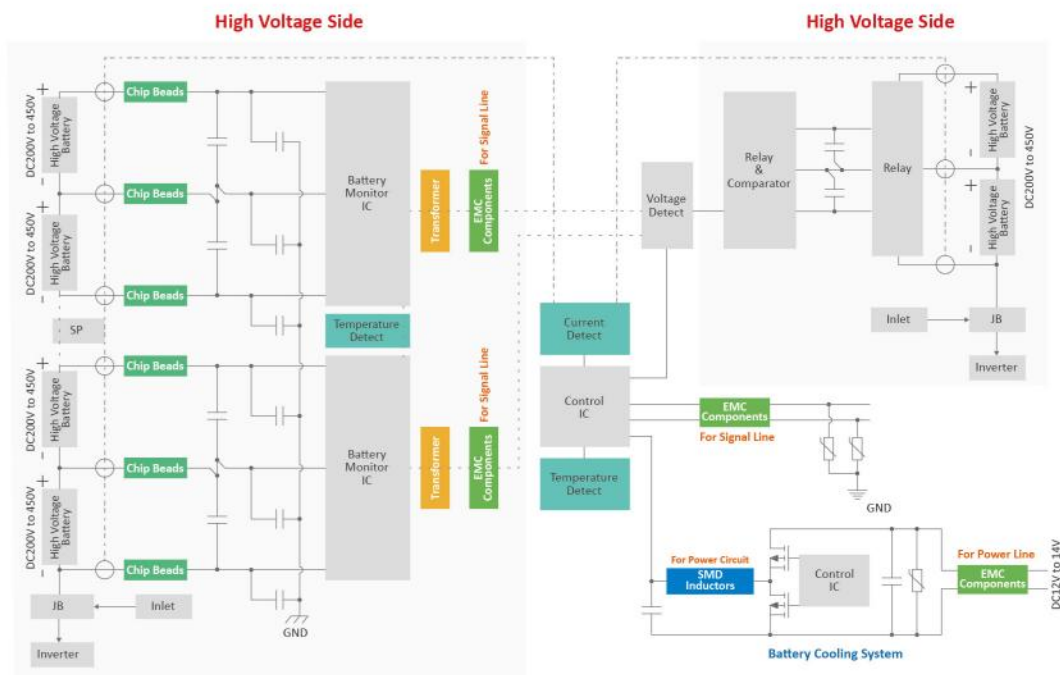 High Voltage Side
High Voltage Side
+
DC200V to 450V
High Voltage
Battery
-
Chip Beads
Chip Beads
+
DC200V to 450V
High Voltage
Battery
-
Chip Beads
SP
Battery
Monitor
IC
Transformer
EMC
Components
For Signal Line
Temperature
Detect
+
DC200V to 450V
High Voltage
Battery
-
Chip Beads
Chip Beads
+
DC200V to 450V
High Voltage
Battery
-
Chip Beads
Battery
Monitor
IC
Transformer
EMC
Components
For Signal Line
JB
Inlet
Inverter
GND
Voltage
Detect
Relay
&
Comparator
Relay
+
High Voltage
Battery
-
+
High Voltage
Battery
-
DC200V to 450V
Inlet
JB
Inverter
Current
Detect
Control
IC
Temperature
Detect
EMC
Components
For Signal Line
GND
For Power Circuit
SMD
Inductors
Control
IC
For Power Line
EMC
Components
DC12V to 14V
Battery Cooling System